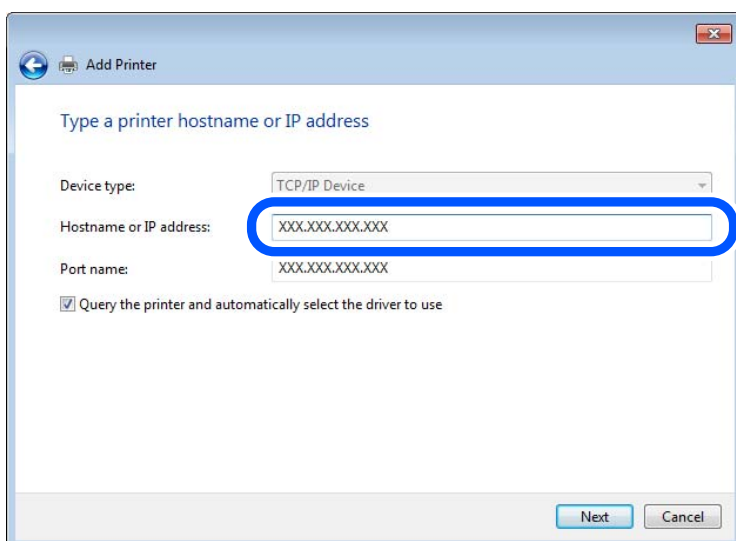 Add Printer
Type a printer hostname or IP address
Device type: TCP/IP Device
Hostname or IP address: XXX.XXX.XXX.XXX
Port name: XXX.XXX.XXX.XXX
Query the printer and automatically select the driver to use
Next Cancel